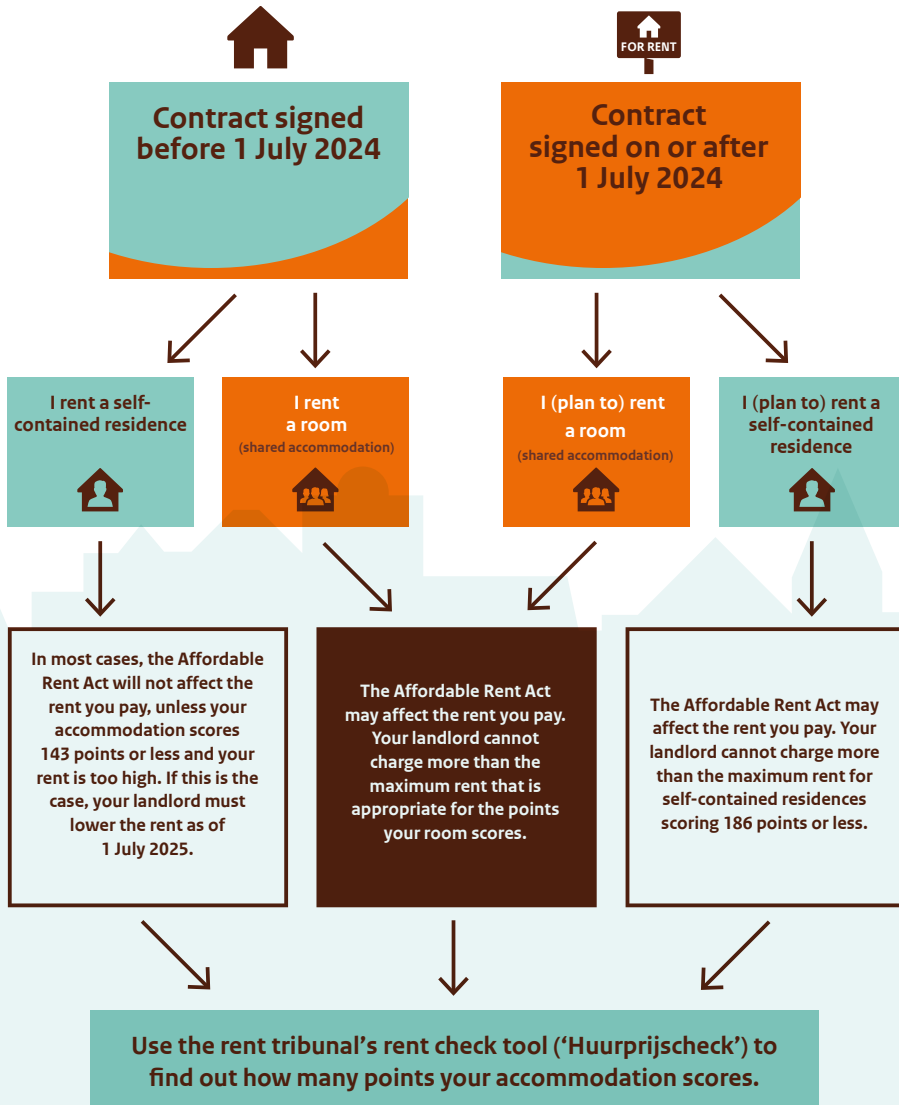 FOR RENT
Contract signed
before 1 July 2024
Contract
signed on or after
1 July 2024
I rent a self-
contained residence
I rent
a room
(shared accommodation)
I (plan to) rent
a room
(shared accommodation)
I (plan to) rent a
self-contained
residence
In most cases, the Affordable
Rent Act will not affect the
rent you pay, unless your
accommodation scores
143 points or less and your
rent is too high. If this is the
case, your landlord must
lower the rent as of
1 July 2025.
The Affordable Rent Act
may affect the rent you pay.
Your landlord cannot
charge more than the
maximum rent that is
appropriate for the points
your room scores.
The Affordable Rent Act may
affect the rent you pay. Your
landlord cannot charge more
than the maximum rent for
self-contained residences
scoring 186 points or less.
Use the rent tribunal’s rent check tool (‘Huurprijscheck’) to
find out how many points your accommodation scores.